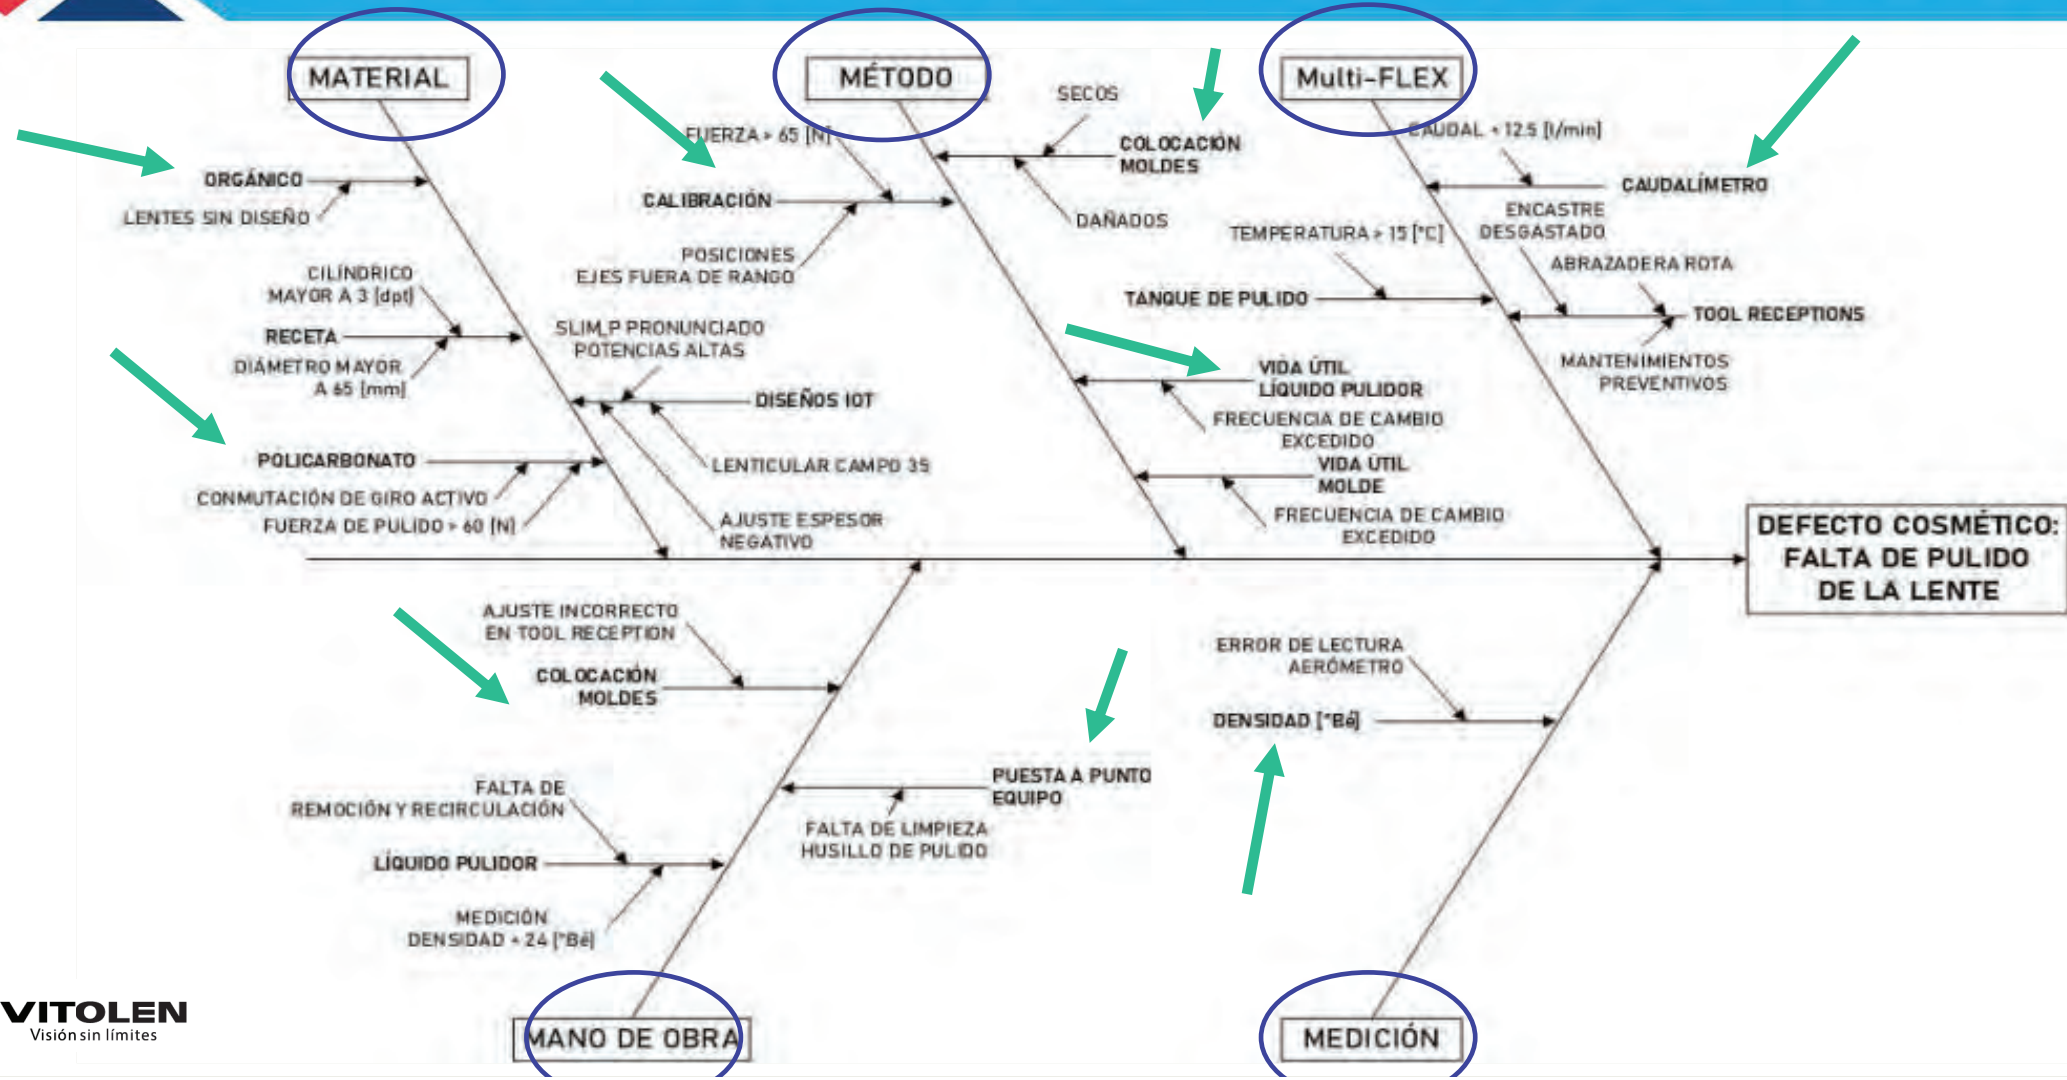 MATERIAL
ORGÁNICO
LENTES SIN DISEÑO
CILÍNDRICO
MAYOR A 3 [dpt]
RECETA
DIÁMETRO MAYOR
A 65 [mm]
SLIM_P PRONUNCIADO
POTENCIAS ALTAS
DISEÑOS IOT
LENTICULAR CAMPO 35
AJUSTE ESPESOR
NEGATIVO
POLICARBONATO
CONMUTACIÓN DE GIRO ACTIVO
FUERZA DE PULIDO > 60 [N]
MÉTODO
FUERZA > 65 [N]
CALIBRACIÓN
POSICIONES
EJES FUERA DE RANGO
SECOS
COLOCACIÓN
MOLDES
DAÑADOS
VIDA ÚTIL
LÍQUIDO PULIDOR
FRECUENCIA DE CAMBIO
EXCEDIDO
VIDA ÚTIL
MOLDE
FRECUENCIA DE CAMBIO
EXCEDIDO
Multi-FLEX
CAUDAL < 12.5 [l/min]
CAUDALÍMETRO
TEMPERATURA > 15 [°C]
TANQUE DE PULIDO
ENCASTRE
DESGASTADO
ABRAZADERA ROTA
TOOL RECEPTIONS
MANTENIMIENTOS
PREVENTIVOS
DEFECTO COSMÉTICO:
FALTA DE PULIDO
DE LA LENTE
AJUSTE INCORRECTO
EN TOOL RECEPTION
COLOCACIÓN
MOLDES
PUESTA A PUNTO
EQUIPO
FALTA DE LIMPIEZA
HUSILLO DE PULIDO
FALTA DE
REMOCIÓN Y RECIRCULACIÓN
LÍQUIDO PULIDOR
MEDICIÓN
DENSIDAD < 24 [°Bé]
MANO DE OBRA
ERROR DE LECTURA
AERÓMETRO
DENSIDAD [°Bé]
MEDICIÓN
VITOLEN
Visión sin límites